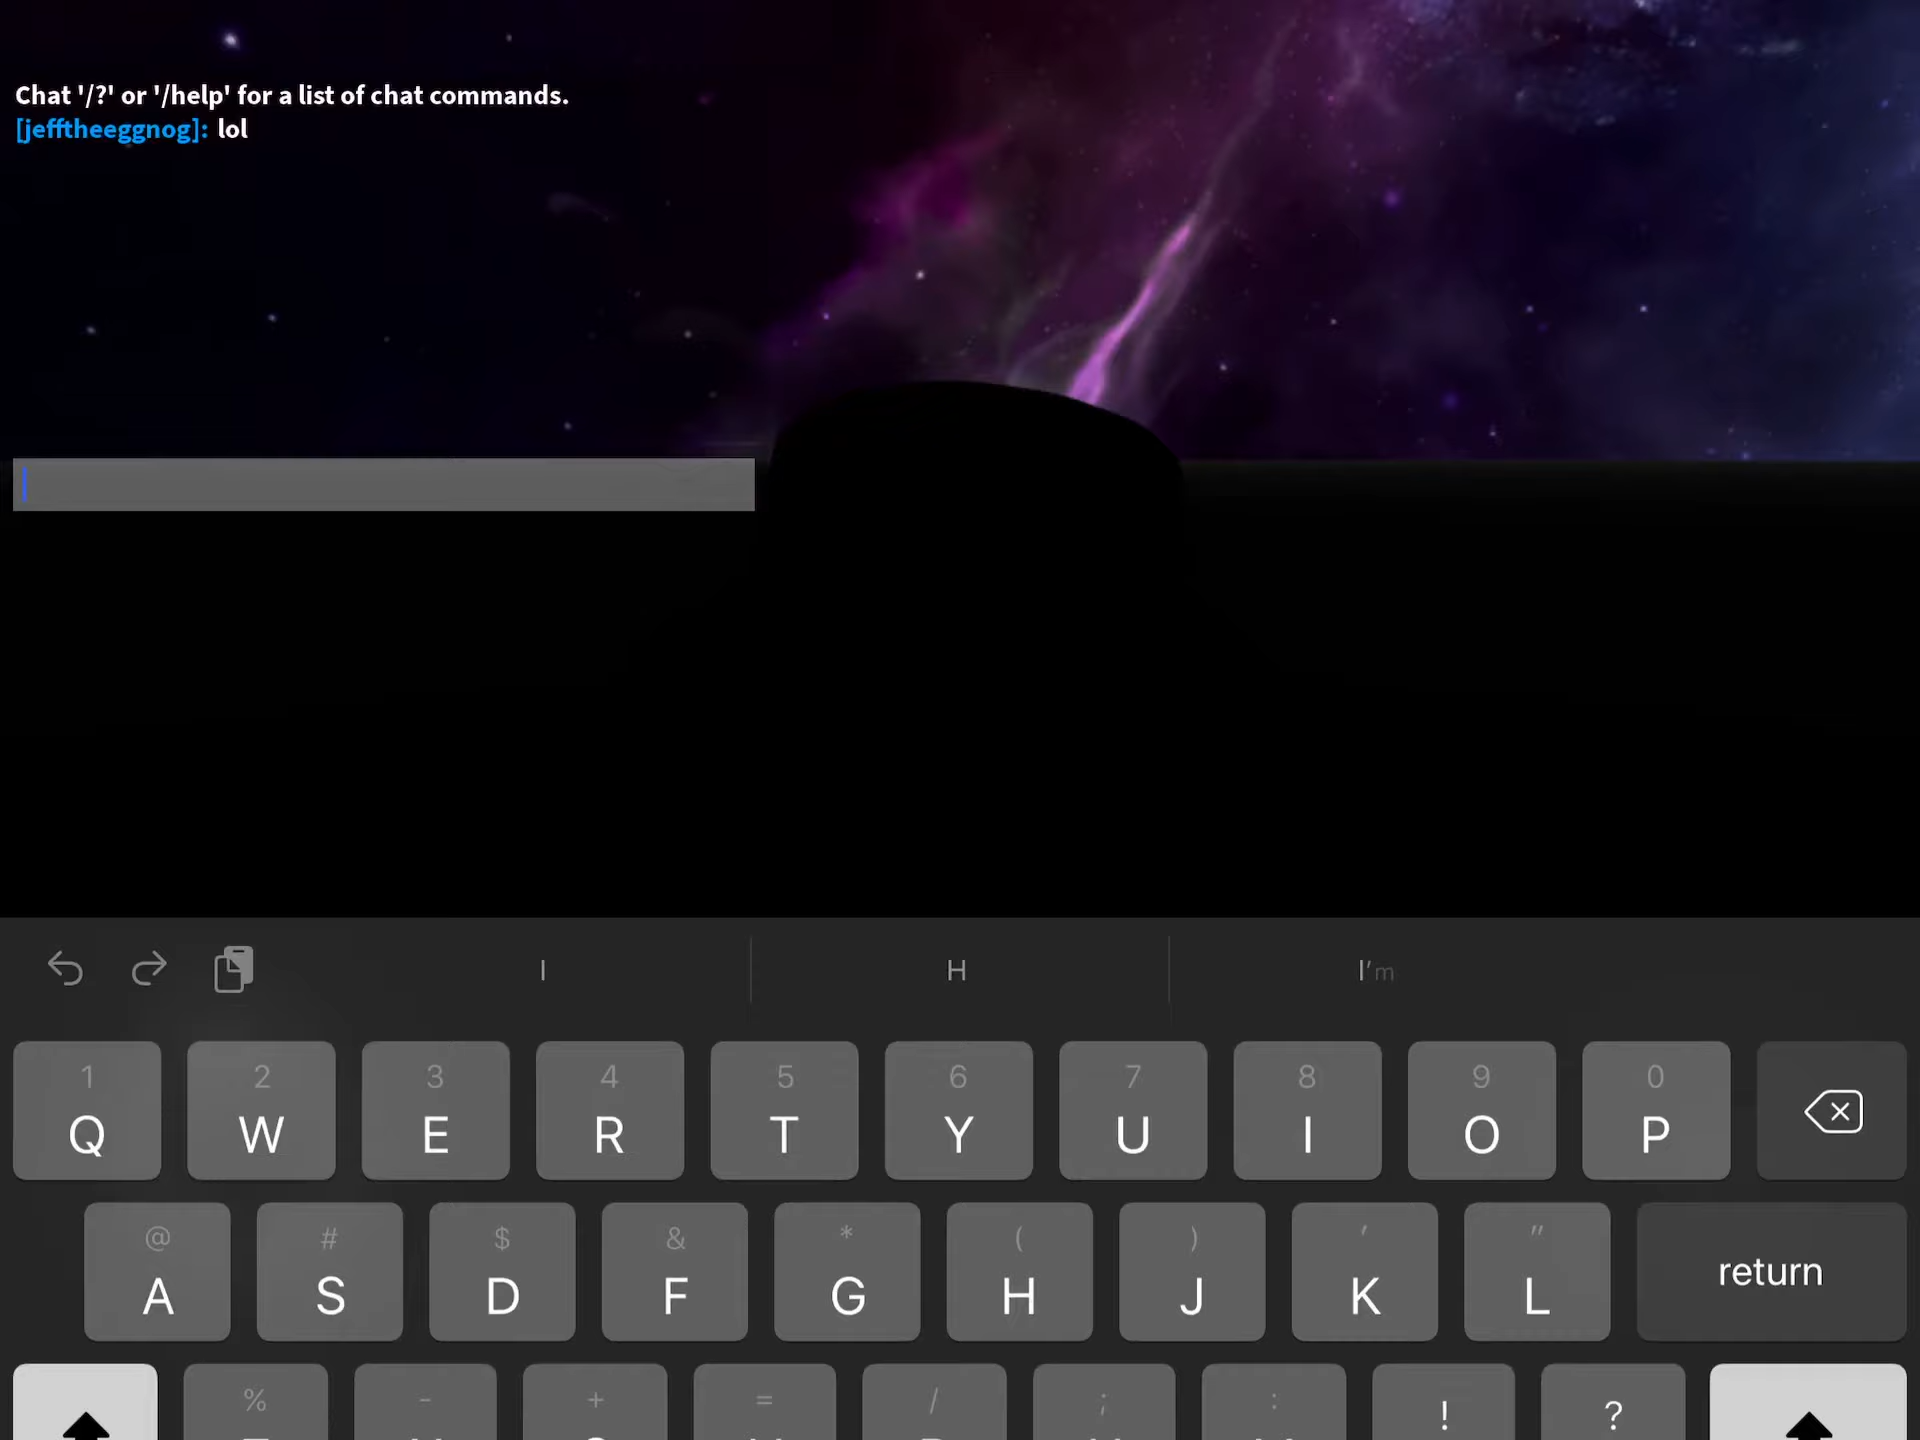 Chat '/?' or '/help' for a list of chat commands.
[jefftheeggnog]: lol
I H I'm
1 2 3 4 5 6 7 8 9 0
Q W E R T Y U I O P
@ # $ & * ( ) ' "
A S D F G H J K L return
% - + = / ; : ! ?